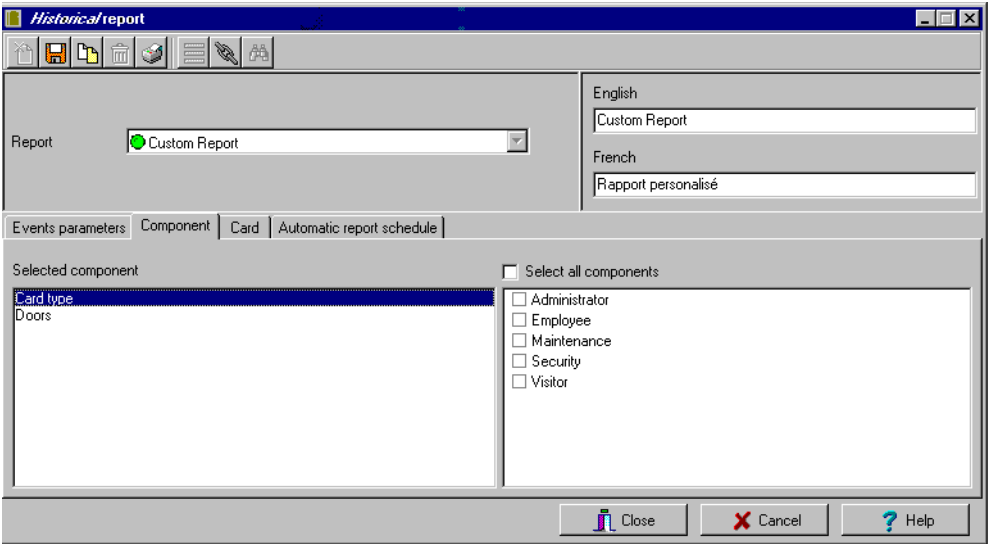 Historical report
English
Custom Report
Report
Custom Report
French
Rapport personalisé
Events parameters
Component
Card
Automatic report schedule
Selected component
Select all components
Card type
Doors
Administrator
Employee
Maintenance
Security
Visitor
Close
Cancel
Help